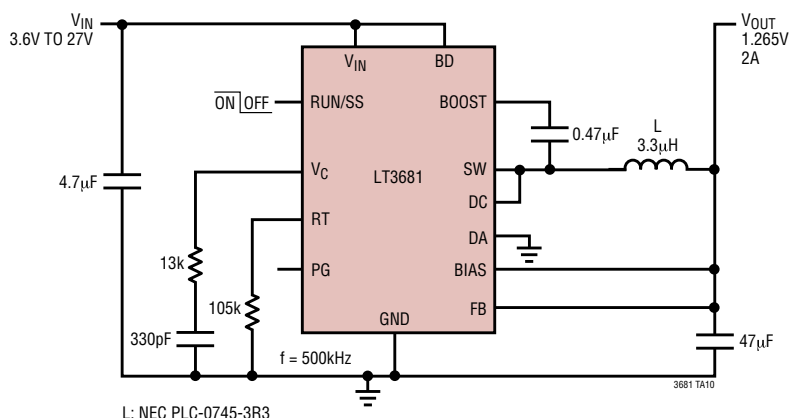 VIN
3.6V TO 27V
VOUT
1.265V
2A
VIN
BD
ON OFF
RUN/SS
BOOST
0.47µF
L
3.3µH
4.7µF
VC
LT3681
SW
DC
RT
DA
13k
PG
BIAS
105k
FB
GND
330pF
f = 500kHz
47µF
3681 TA10
L: NEC PLC-0745-3R3